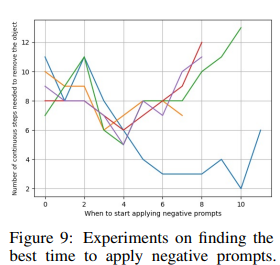 12
10
8
6
4
2
Number of continuous steps needed to remove the object
0 2 4 6 8 10
When to start applying negative prompts
Figure 9: Experiments on finding the
best time to apply negative prompts.